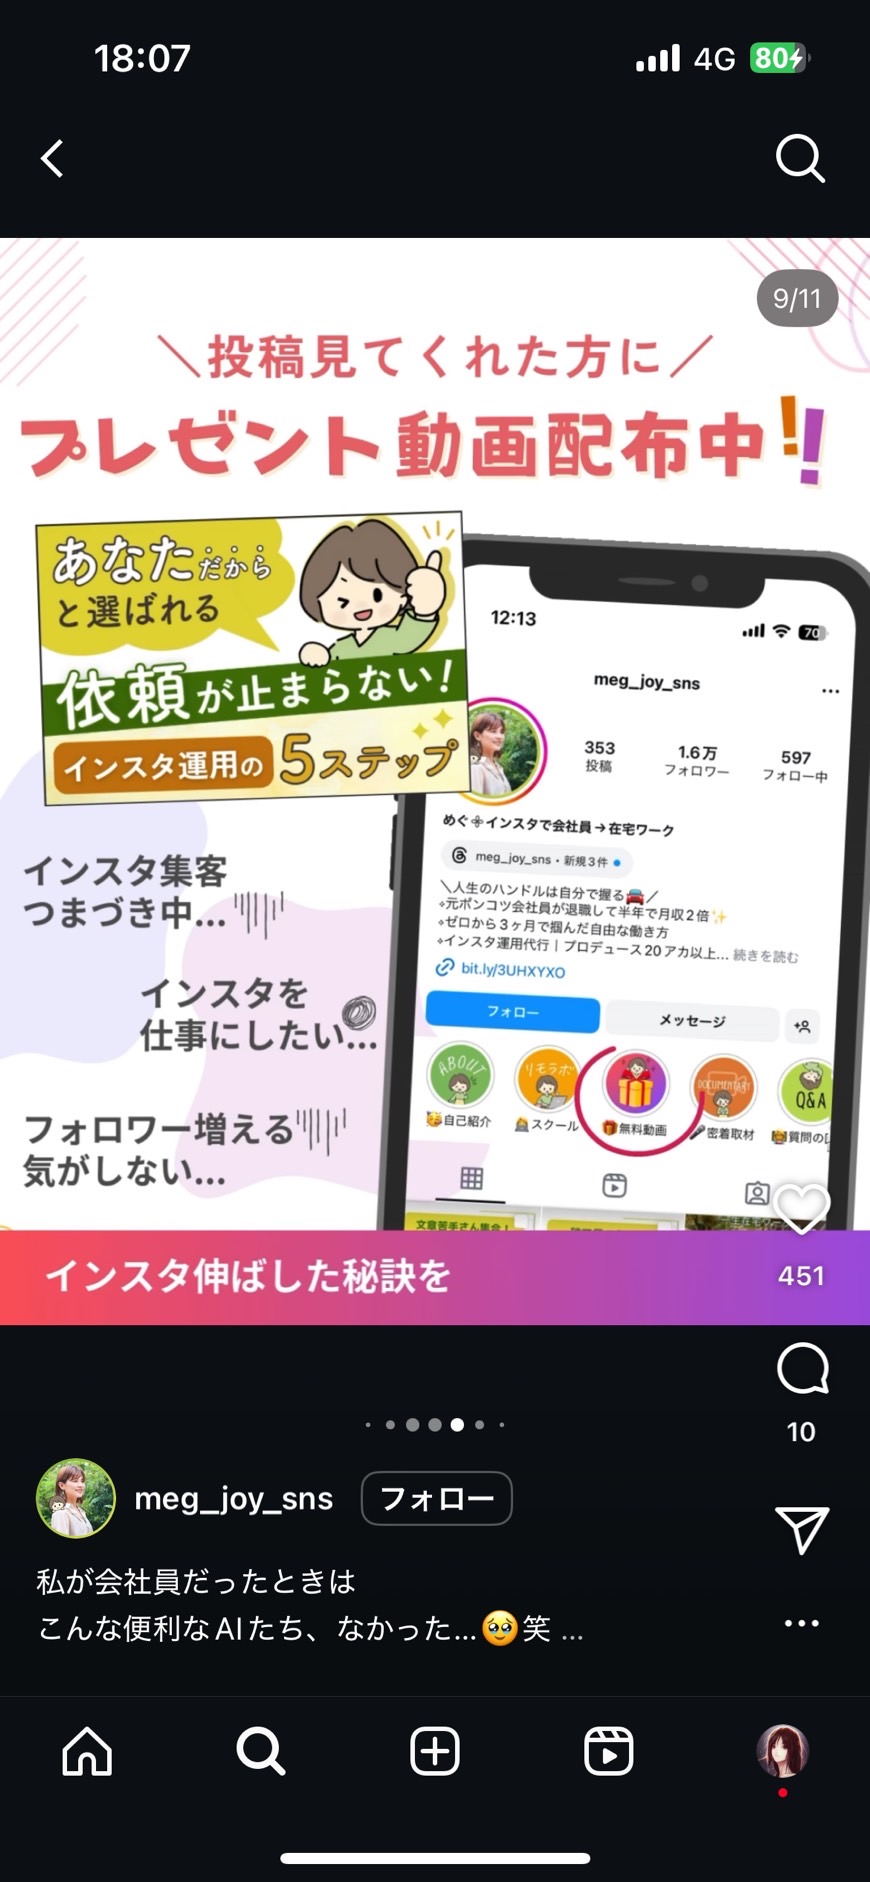 18:07
4G
80
9/11
＼投稿見てくれた方に／
プレゼント動画配布中!!
あなただから
と選ばれる
依頼が止まらない!
インスタ運用の5ステップ
インスタ集客
つまづき中...
インスタを
仕事にしたい...
フォロワー増える
気がしない...
12:13
70
meg_joy_sns
...
353
投稿
1.6万
フォロワー
597
フォロー中
めぐ❉インスタで会社員→在宅ワーク
meg_joy_sns・新規3件
＼人生のハンドルは自分で握る🚘／
⋄元ポンコツ会社員が退職して半年で月収2倍✨
⋄ゼロから3ヶ月で掴んだ自由な働き方
⋄インスタ運用代行｜プロデュース20アカ以上... 続きを読む
bit.ly/3UHXYXO
フォロー
メッセージ
ABOUT
リモラボ
DOCUMENTARY
Q&A
🥳自己紹介
スクール
🎁無料動画
🎤密着取材
質問の
文章苦手さん集合!
インスタ伸ばした秘訣を
451
10
meg_joy_sns
フォロー
私が会社員だったときは
こんな便利なAIたち、なかった...🥹笑 ...